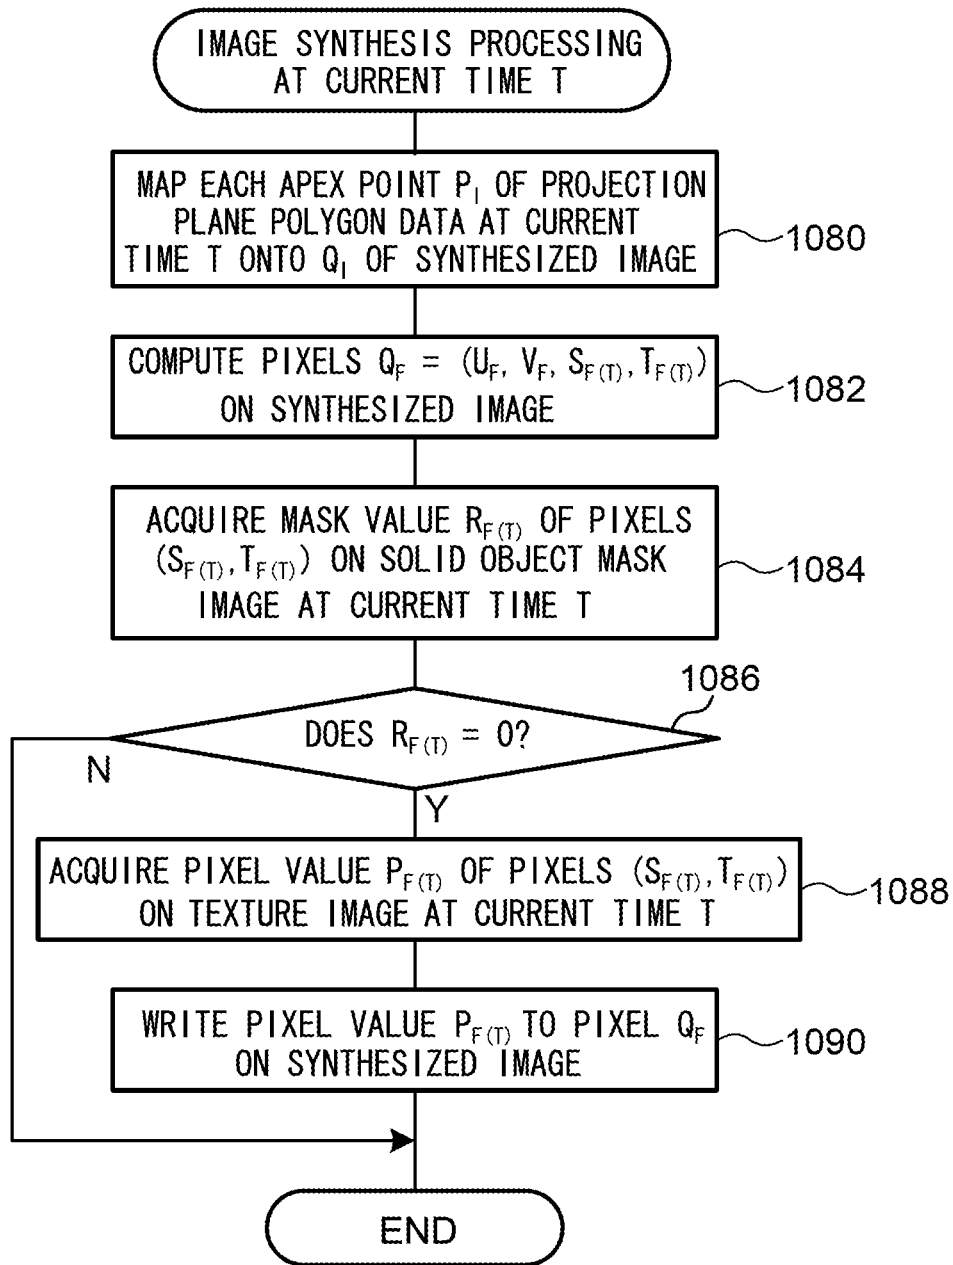 IMAGE SYNTHESIS PROCESSING
AT CURRENT TIME T
MAP EACH APEX POINT P_I OF PROJECTION
PLANE POLYGON DATA AT CURRENT
TIME T ONTO Q_I OF SYNTHESIZED IMAGE
1080
COMPUTE PIXELS Q_F = (U_F, V_F, S_F(T), T_F(T))
ON SYNTHESIZED IMAGE
1082
ACQUIRE MASK VALUE R_F(T) OF PIXELS
(S_F(T), T_F(T)) ON SOLID OBJECT MASK
IMAGE AT CURRENT TIME T
1084
1086
DOES R_F(T) = 0?
N
Y
ACQUIRE PIXEL VALUE P_F(T) OF PIXELS (S_F(T), T_F(T))
ON TEXTURE IMAGE AT CURRENT TIME T
1088
WRITE PIXEL VALUE P_F(T) TO PIXEL Q_F
ON SYNTHESIZED IMAGE
1090
END